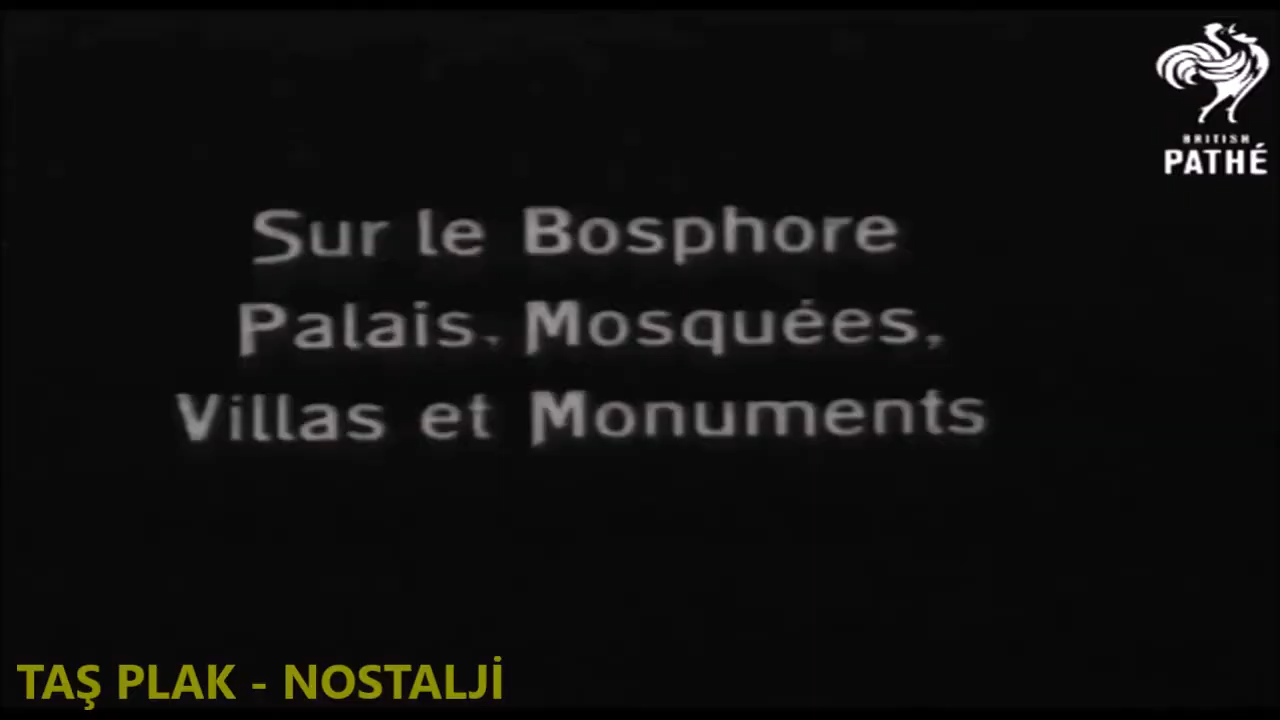 BRITISH
PATHÉ
Sur le Bosphore
Palais, Mosquées,
Villas et Monuments
TAŞ PLAK - NOSTALJİ